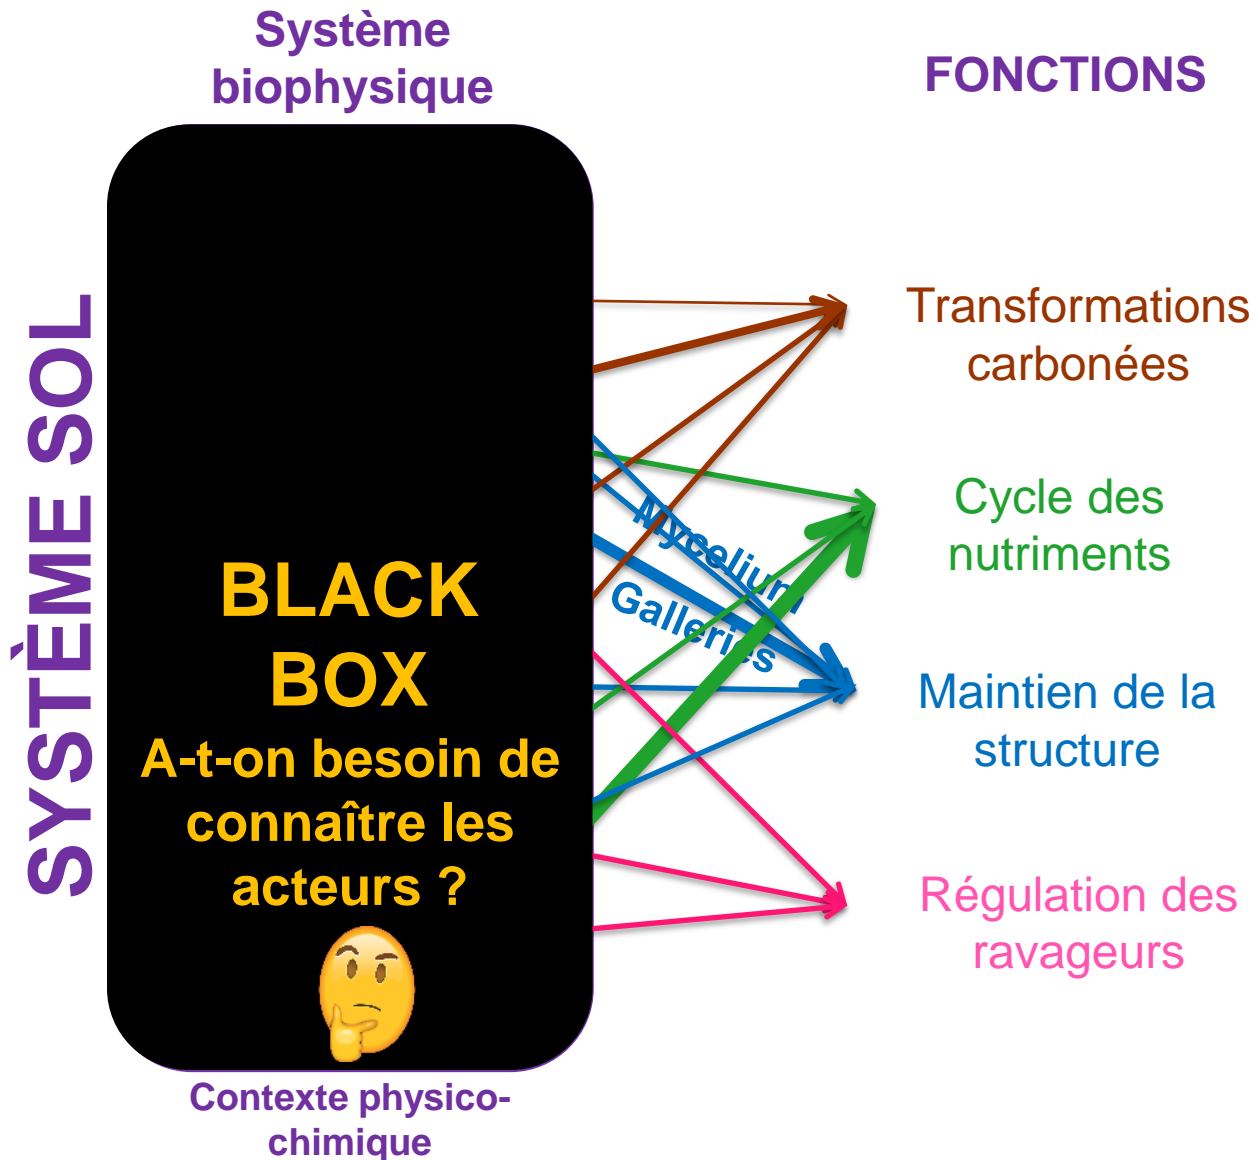 Système
biophysique
FONCTIONS
SYSTÈME SOL
BLACK
BOX
A-t-on besoin de
connaître les
acteurs ?
Mycelium
Galleries
Transformations
carbonées
Cycle des
nutriments
Maintien de la
structure
Régulation des
ravageurs
Contexte physico-
chimique